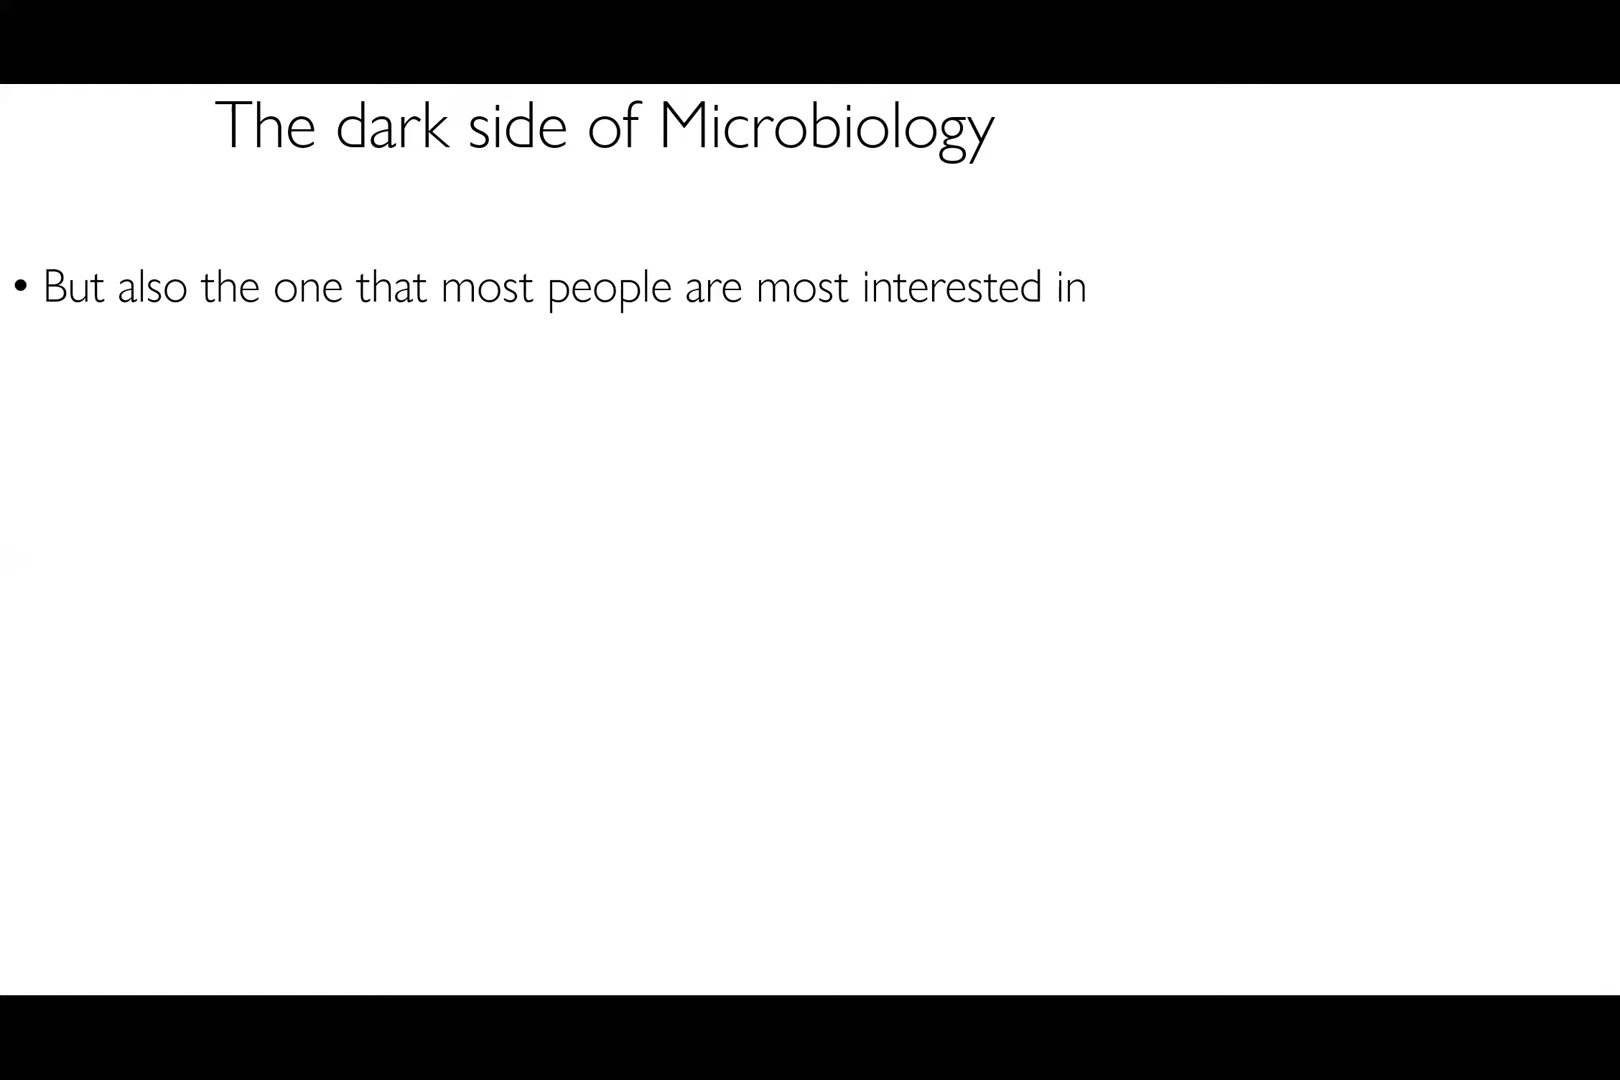 The dark side of Microbiology
• But also the one that most people are most interested in